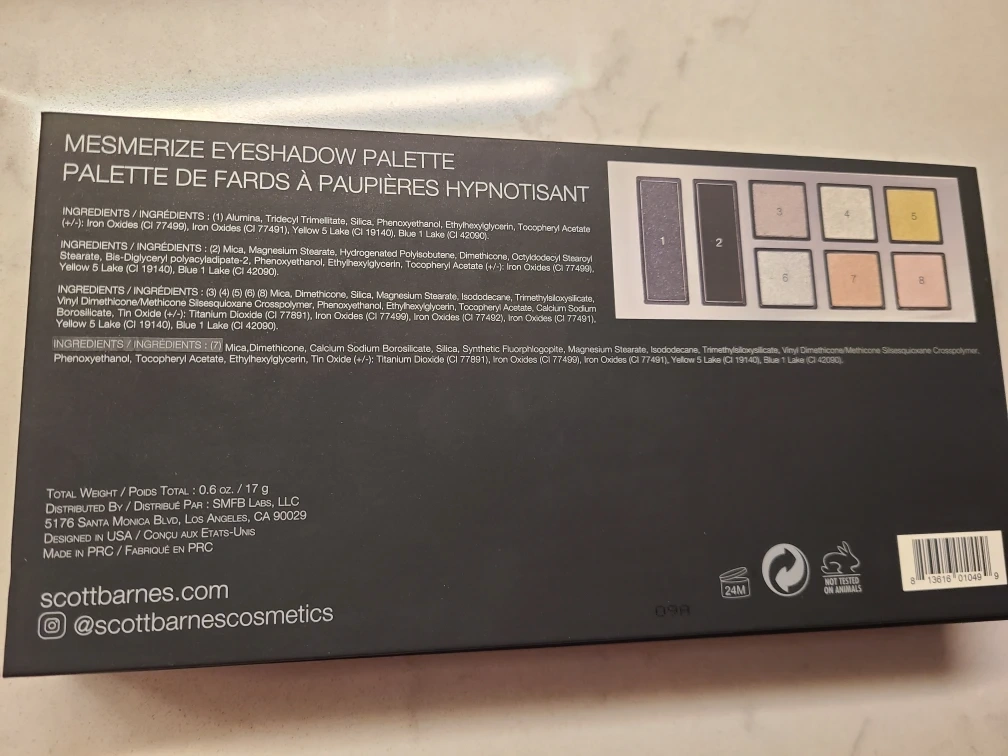 MESMERIZE EYESHADOW PALETTE
PALETTE DE FARDS À PAUPIÈRES HYPNOTISANT
INGREDIENTS / INGRÉDIENTS : (1) Alumina, Tridecyl Trimellitate, Silica, Phenoxyethanol, Ethylhexylglycerin, Tocopheryl Acetate
(+/-): Iron Oxides (CI 77499), Iron Oxides (CI 77491), Yellow 5 Lake (CI 19140), Blue 1 Lake (CI 42090).
INGREDIENTS / INGRÉDIENTS : (2) Mica, Magnesium Stearate, Hydrogenated Polyisobutene, Dimethicone, Octyldodecyl Stearoyl
Stearate, Bis-Diglyceryl polyacyladipate-2, Phenoxyethanol, Ethylhexylglycerin, Tocopheryl Acetate (+/-): Iron Oxides (CI 77499),
Yellow 5 Lake (CI 19140), Blue 1 Lake (CI 42090).
INGREDIENTS / INGRÉDIENTS : (3) (4) (5) (6) (8) Mica, Dimethicone, Silica, Magnesium Stearate, Isododecane, Trimethylsiloxysilicate,
Vinyl Dimethicone/Methicone Silsesquioxane Crosspolymer, Phenoxyethanol, Ethylhexylglycerin, Tocopheryl Acetate, Calcium Sodium
Borosilicate, Tin Oxide (+/-): Titanium Dioxide (CI 77891), Iron Oxides (CI 77499), Iron Oxides (CI 77492), Iron Oxides (CI 77491),
Yellow 5 Lake (CI 19140), Blue 1 Lake (CI 42090).
INGREDIENTS / INGRÉDIENTS : (7) Mica,Dimethicone, Calcium Sodium Borosilicate, Silica, Synthetic Fluorphlogopite, Magnesium Stearate, Isododecane, Trimethylsiloxysilicate, Vinyl Dimethicone/Methicone Silsesquioxane Crosspolymer,
Phenoxyethanol, Tocopheryl Acetate, Ethylhexylglycerin, Tin Oxide (+/-): Titanium Dioxide (CI 77891), Iron Oxides (CI 77499), Iron Oxides (CI 77491), Yellow 5 Lake (CI 19140), Blue 1 Lake (CI 42090).
1 2 3 4 5
6 7 8
TOTAL WEIGHT / POIDS TOTAL : 0.6 oz. / 17 g
DISTRIBUTED BY / DISTRIBUÉ PAR : SMFB LABS, LLC
5176 SANTA MONICA BLVD, LOS ANGELES, CA 90029
DESIGNED IN USA / CONÇU AUX ETATS-UNIS
MADE IN PRC / FABRIQUÉ EN PRC
scottbarnes.com
@scottbarnescosmetics
09A
24M
NOT TESTED
ON ANIMALS
8 13616 01049 9